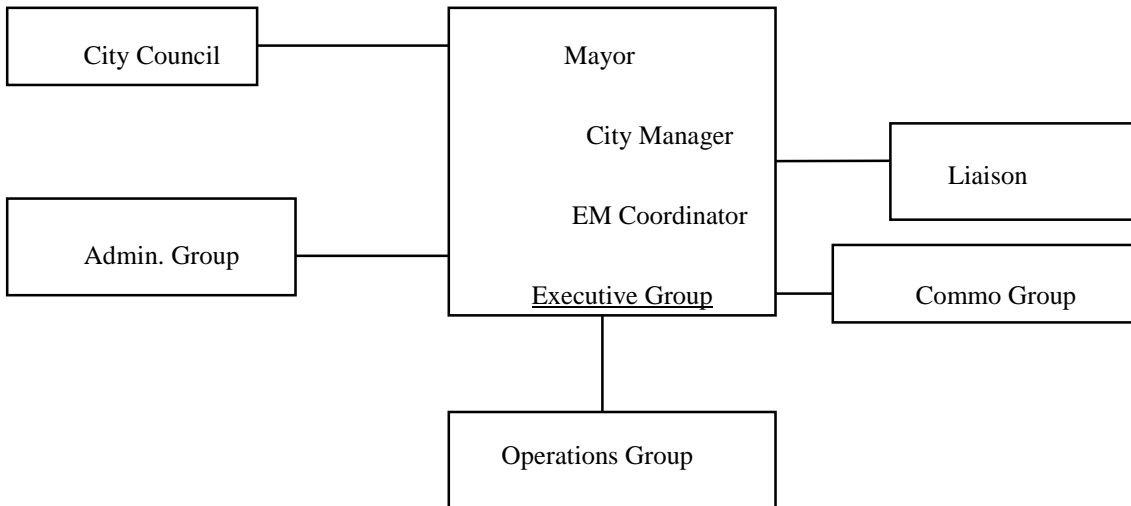 City Council
Mayor
City Manager
Liaison
EM Coordinator
Admin. Group
Executive Group
Commo Group
Operations Group